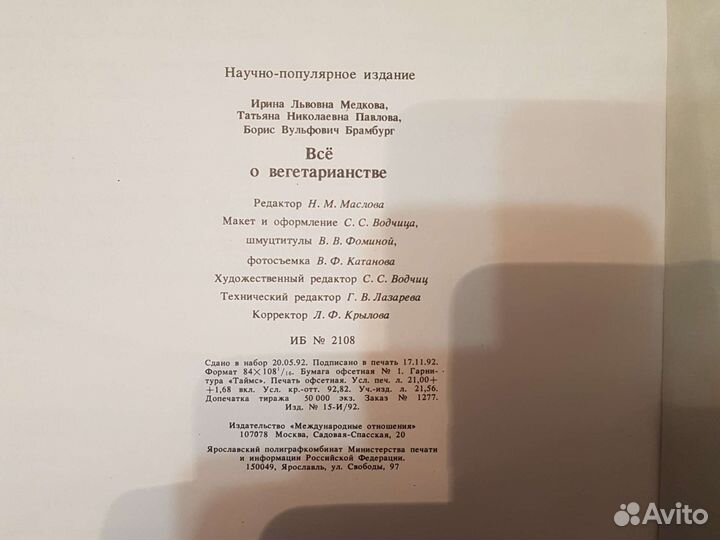 Научно-популярное издание
Ирина Львовна Медкова,
Татьяна Николаевна Павлова,
Борис Вульфович Брамбург
Всё
о вегетарианстве
Редактор Н. М. Маслова
Макет и оформление С. С. Водчица,
шмуцтитулы В. В. Фоминой,
фотосъемка В. Ф. Катанова
Художественный редактор С. С. Водчиц
Технический редактор Г. В. Лазарева
Корректор Л. Ф. Крылова
ИБ № 2108
Сдано в набор 20.05.92. Подписано в печать 17.11.92.
Формат 84×108¹/₁₆. Бумага офсетная № 1. Гарни-
тура «Таймс». Печать офсетная. Усл. печ. л. 21,00+
+1,68 вкл. Усл. кр.-отт. 92,82. Уч.-изд. л. 21,56.
Допечатка тиража 50 000 экз. Заказ № 1277.
Изд. № 15-И/92.
Издательство «Международные отношения»
107078 Москва, Садовая-Спасская, 20
Ярославский полиграфкомбинат Министерства печати
и информации Российской Федерации.
150049, Ярославль, ул. Свободы, 97
Avito